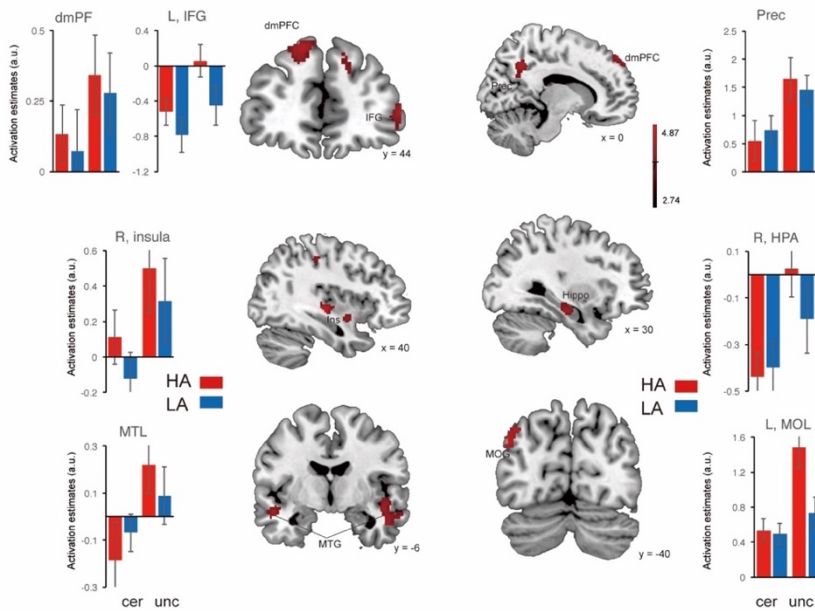 dmPF
Activation estimates (a.u.)
0.5
0.25
0
L, IFG
0
-0.4
-0.8
-1.2
dmPFC
IFG
y = 44
Prec
dmPFC
x = 0
4.87
2.74
Prec
Activation estimates (a.u.)
2.5
2
1.5
1
0.5
0
R, insula
Activation estimates (a.u.)
0.6
0.4
0.2
0
-0.2
HA
LA
Ins
x = 40
Hippo
x = 30
R, HPA
Activation estimates (a.u.)
0.1
-0.1
-0.3
-0.5
HA
LA
MTL
Activation estimates (a.u.)
0.3
0.1
-0.1
-0.3
cer unc
MTG
y = -6
MOG
y = -40
L, MOL
Activation estimates (a.u.)
1.6
1.2
0.8
0.4
0
cer unc